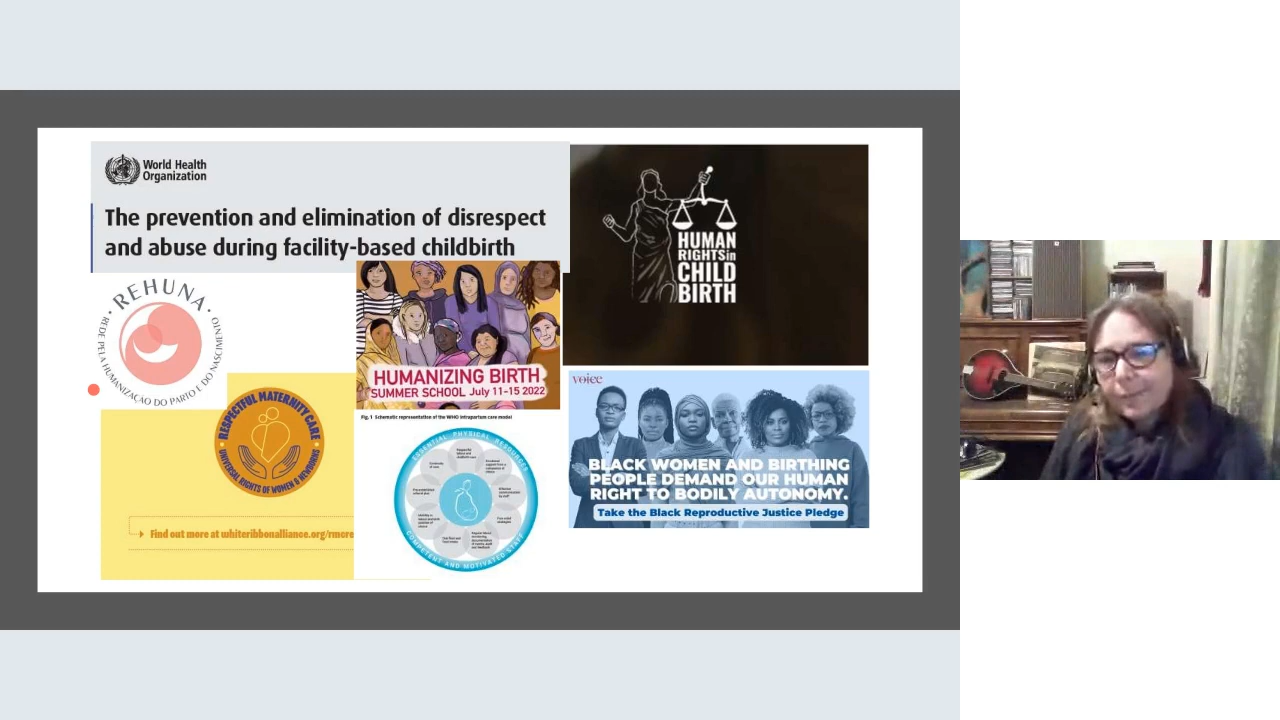 World Health
Organization
The prevention and elimination of disrespect
and abuse during facility-based childbirth
HUMAN
RIGHTS in
CHILD
BIRTH
· REHUNA ·
REDE PELA HUMANIZAÇÃO DO PARTO E DO NASCIMENTO
HUMANIZING BIRTH
SUMMER SCHOOL July 11-15 2022
voice
BLACK WOMEN AND BIRTHING
PEOPLE DEMAND OUR HUMAN
RIGHT TO BODILY AUTONOMY.
Take the Black Reproductive Justice Pledge
RESPECTFUL MATERNITY CARE
UNIVERSAL RIGHTS OF WOMEN & NEWBORNS
Find out more at whiteribbonalliance.org/rmcre
Fig. 1 Schematic representation of the WHO intrapartum care model
ESSENTIAL PHYSICAL RESOURCES
COMPETENT AND MOTIVATED STAFF